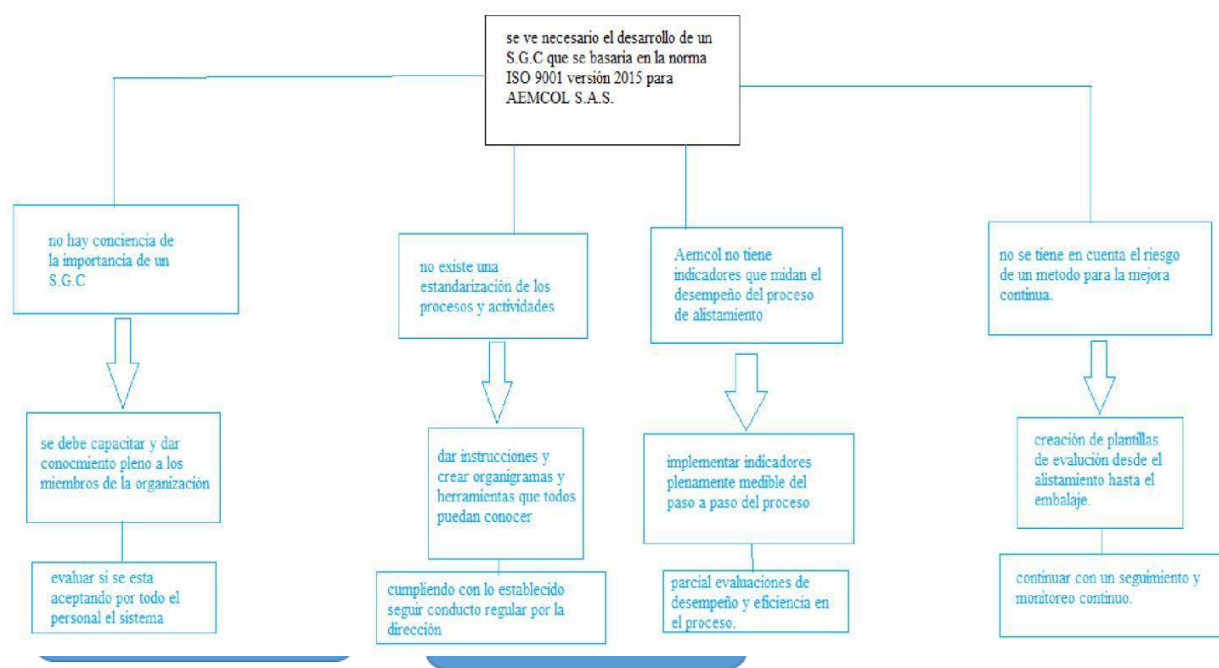 se ve necesario el desarrollo de un
S.G.C que se basaria en la norma
ISO 9001 versión 2015 para
AEMCOL S.A.S.
no hay conciencia de
la importancia de un
S.G.C
no existe una
estandarización de los
procesos y actividades
Aemcol no tiene
indicadores que midan el
desempeño del proceso
de alistamiento
no se tiene en cuenta el riesgo
de un metodo para la mejora
continua.
se debe capacitar y dar
conocmiento pleno a los
miembros de la organización
dar instrucciones y
crear organigramas y
herramientas que todos
puedan conocer
implementar indicadores
plenamente medible del
paso a paso del proceso
creación de plantillas
de evalución desde el
alistamiento hasta el
embalaje.
evaluar si se esta
aceptando por todo el
personal el sistema
cumpliendo con lo establecido
seguir conducto regular por la
dirección
parcial evaluaciones de
desempeño y eficiencia en
el proceso.
continuar con un seguimiento y
monitoreo continuo.